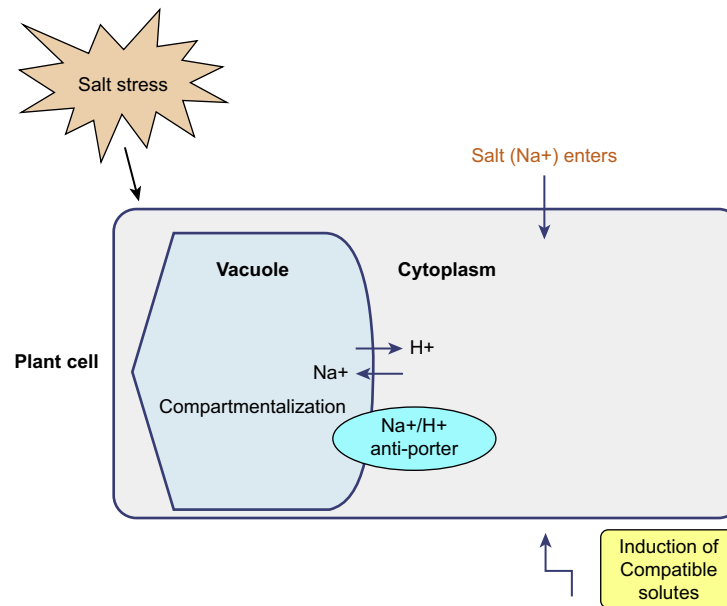 Salt stress
Salt (Na+) enters
Vacuole
Cytoplasm
Plant cell
H+
Na+
Compartmentalization
Na+/H+
anti-porter
Induction of
Compatible
solutes